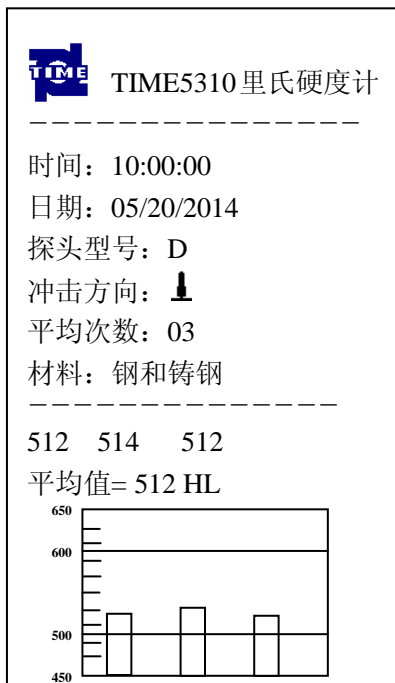 TIME TIME5310里氏硬度计
---------------
时间：10:00:00
日期：05/20/2014
探头型号：D
冲击方向：
平均次数：03
材料：钢和铸钢
--------------
512 514 512
平均值= 512 HL
650
600
500
450